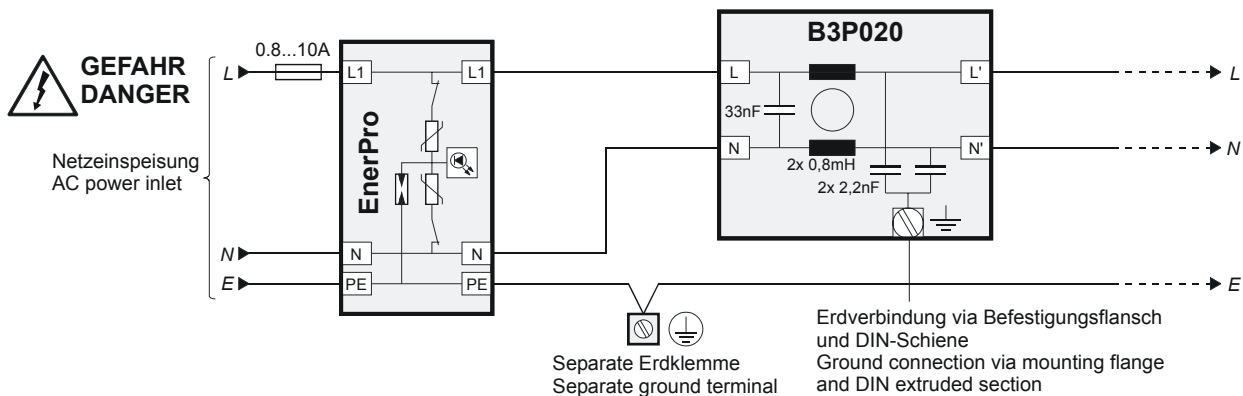 B3P020
0.8...10A
GEFAHR
DANGER
L
L1
L1
L
L'
L
33nF
EnerPro
Netzeinspeisung
AC power inlet
N
N'
N
2x 0,8mH
2x 2,2nF
N
N
N
E
PE
PE
E
Separate Erdklemme
Separate ground terminal
Erdverbindung via Befestigungsflansch
und DIN-Schiene
Ground connection via mounting flange
and DIN extruded section